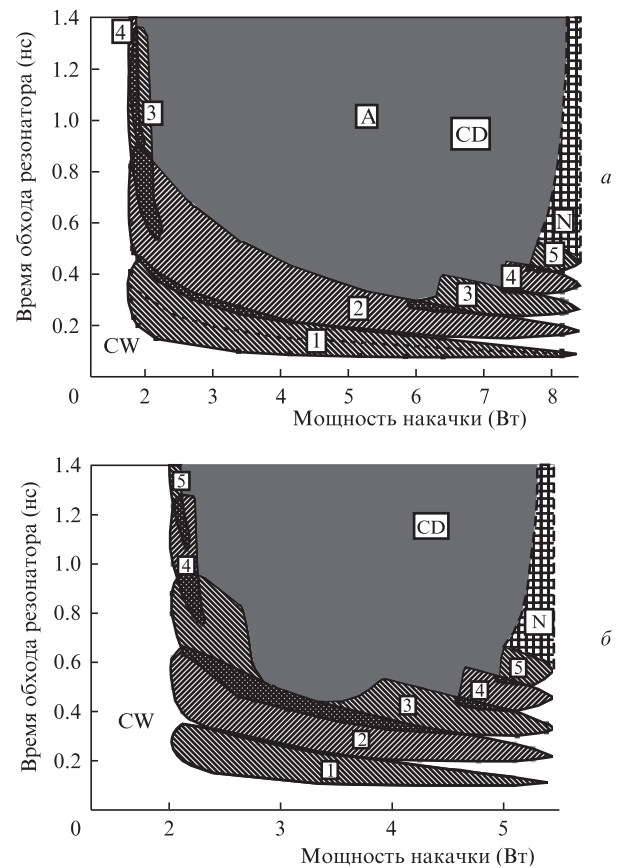 1.4
1.2
1.0
0.8
0.6
0.4
0.2
0
Время обхода резонатора (нс)
4
3
A
CD
N
5
4
3
2
1
CW
а
2 3 4 5 6 7 8
Мощность накачки (Вт)
1.4
1.2
1.0
0.8
0.6
0.4
0.2
0
Время обхода резонатора (нс)
5
4
CD
N
5
4
3
2
1
CW
б
2 3 4 5
Мощность накачки (Вт)